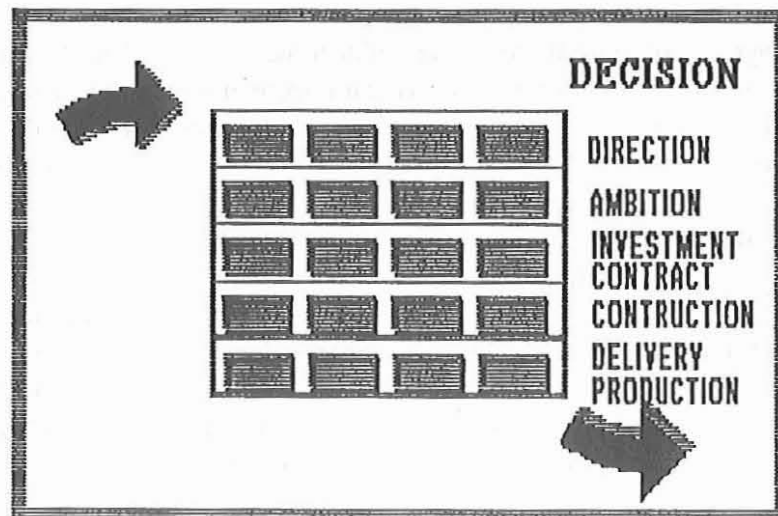 DECISION
DIRECTION
AMBITION
INVESTMENT
CONTRACT
CONTRUCTION
DELIVERY
PRODUCTION